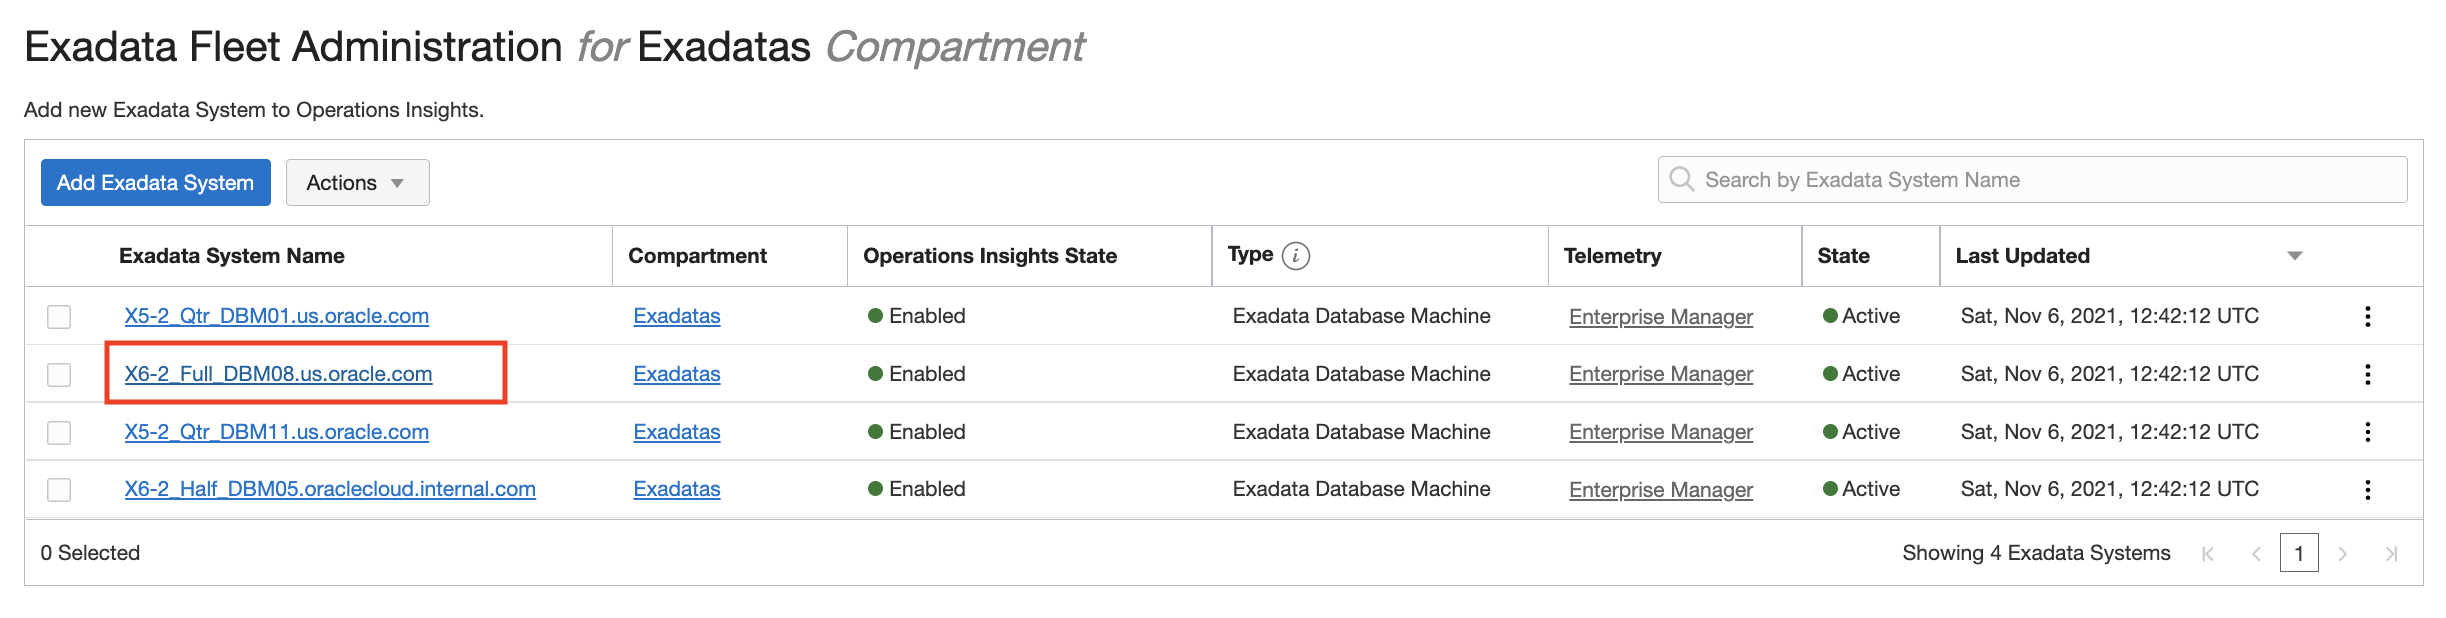 Exadata Fleet Administration for Exadatas Compartment
Add new Exadata System to Operations Insights.
Add Exadata System Actions Search by Exadata System Name
Exadata System Name Compartment Operations Insights State Type i Telemetry State Last Updated
X5-2_Qtr_DBM01.us.oracle.com Exadatas Enabled Exadata Database Machine Enterprise Manager Active Sat, Nov 6, 2021, 12:42:12 UTC
X6-2_Full_DBM08.us.oracle.com Exadatas Enabled Exadata Database Machine Enterprise Manager Active Sat, Nov 6, 2021, 12:42:12 UTC
X5-2_Qtr_DBM11.us.oracle.com Exadatas Enabled Exadata Database Machine Enterprise Manager Active Sat, Nov 6, 2021, 12:42:12 UTC
X6-2_Half_DBM05.oraclecloud.internal.com Exadatas Enabled Exadata Database Machine Enterprise Manager Active Sat, Nov 6, 2021, 12:42:12 UTC
0 Selected Showing 4 Exadata Systems 1